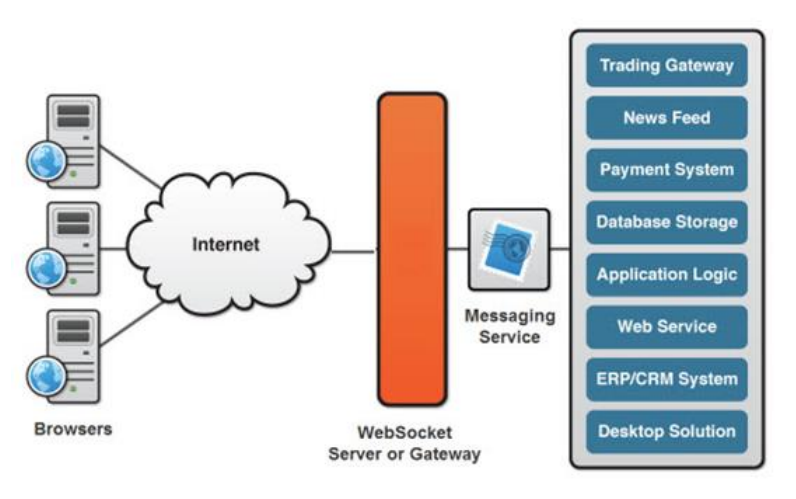 Browsers
Internet
WebSocket
Server or Gateway
Messaging
Service
Trading Gateway
News Feed
Payment System
Database Storage
Application Logic
Web Service
ERP/CRM System
Desktop Solution